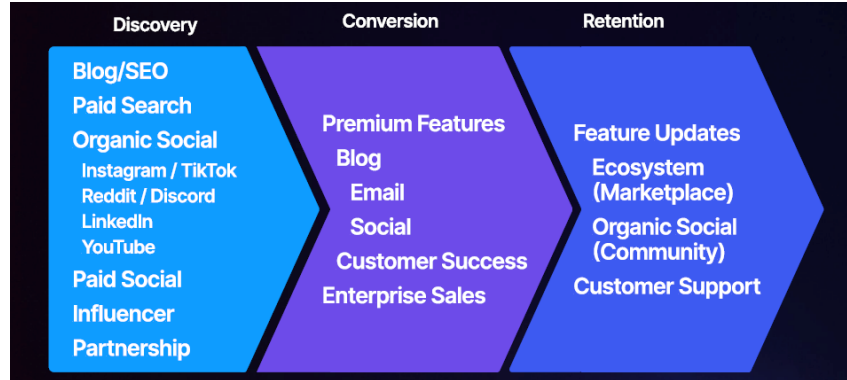 Discovery
Conversion
Retention
Blog/SEO
Paid Search
Organic Social
Instagram / TikTok
Reddit / Discord
LinkedIn
YouTube
Paid Social
Influencer
Partnership
Premium Features
Blog
Email
Social
Customer Success
Enterprise Sales
Feature Updates
Ecosystem
(Marketplace)
Organic Social
(Community)
Customer Support